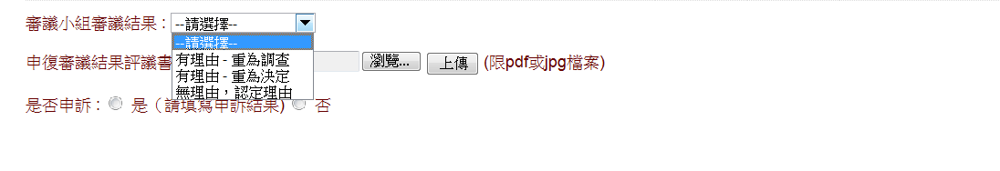 審議小組審議結果：--請選擇--
--請選擇--
有理由 - 重為調查
有理由 - 重為決定
無理由，認定理由
申復審議結果評議書 瀏覽... 上傳 (限pdf或jpg檔案)
是否申訴： 是（請填寫申訴結果) 否